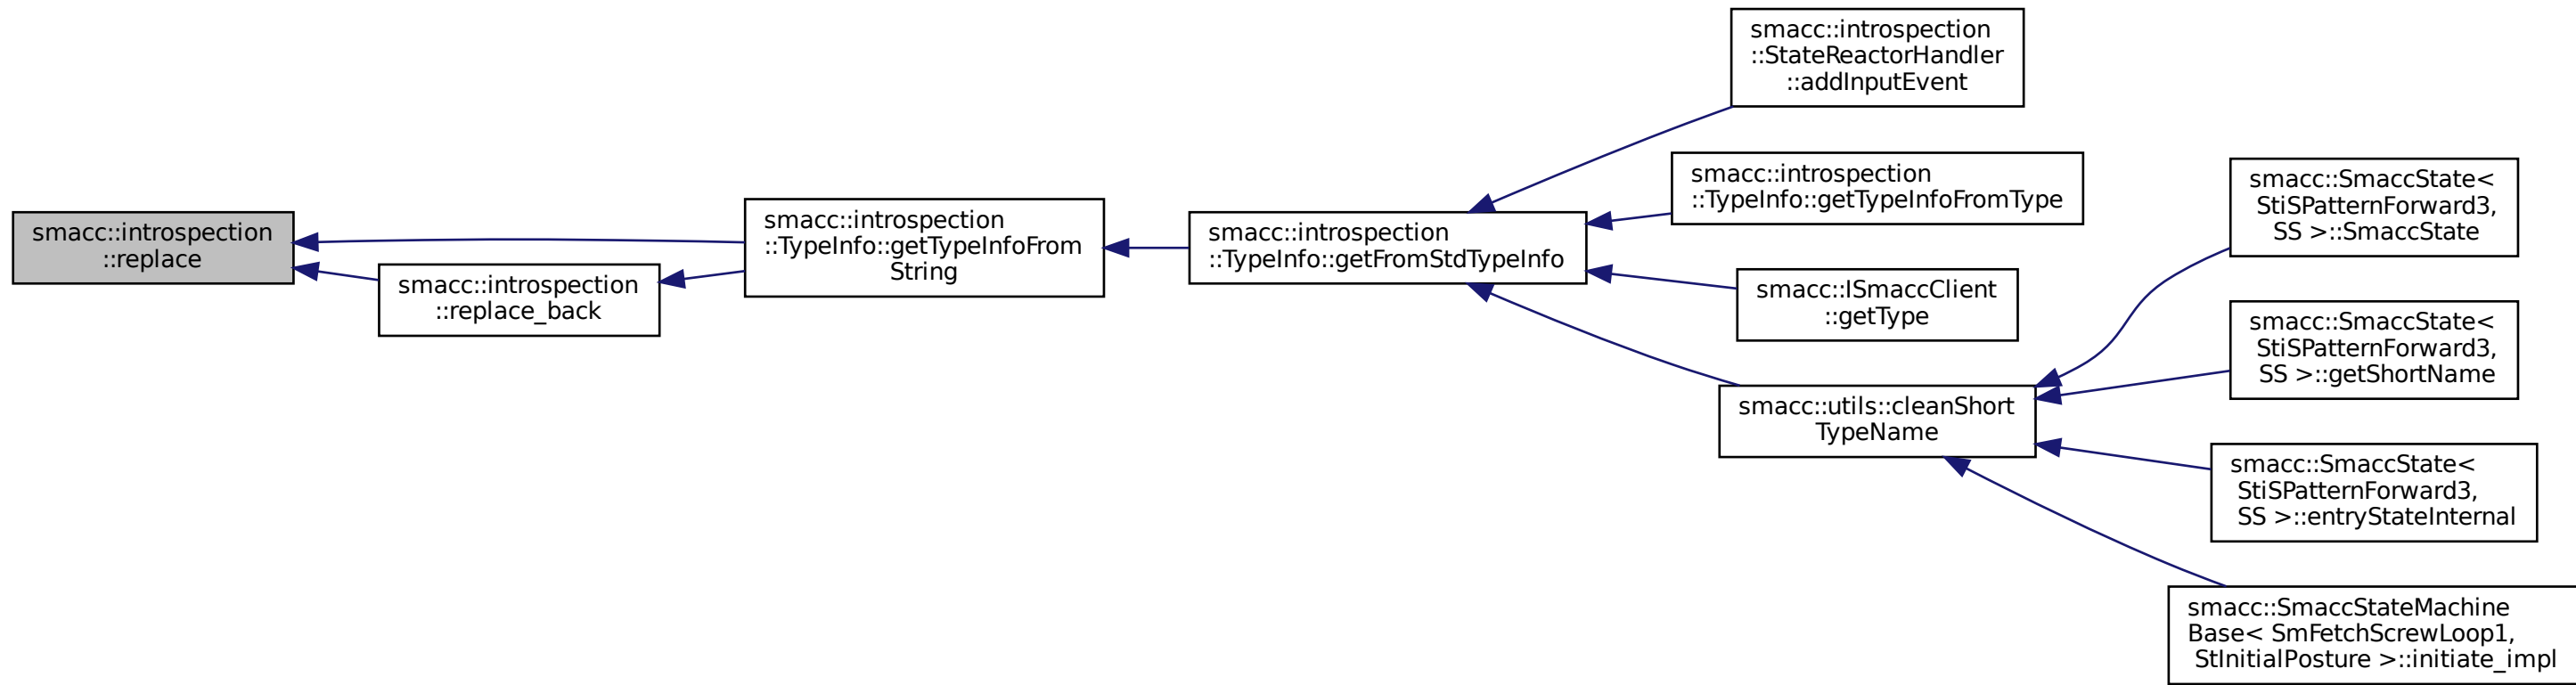 smacc::introspection
::replace
smacc::introspection
::replace_back
smacc::introspection
::TypeInfo::getTypeInfoFrom
String
smacc::introspection
::TypeInfo::getFromStdTypeInfo
smacc::introspection
::StateReactorHandler
::addInputEvent
smacc::introspection
::TypeInfo::getTypeInfoFromType
smacc::ISmaccClient
::getType
smacc::utils::cleanShort
TypeName
smacc::SmaccState<
StiSPatternForward3,
SS >::SmaccState
smacc::SmaccState<
StiSPatternForward3,
SS >::getShortName
smacc::SmaccState<
StiSPatternForward3,
SS >::entryStateInternal
smacc::SmaccStateMachine
Base< SmFetchScrewLoop1,
StInitialPosture >::initiate_impl